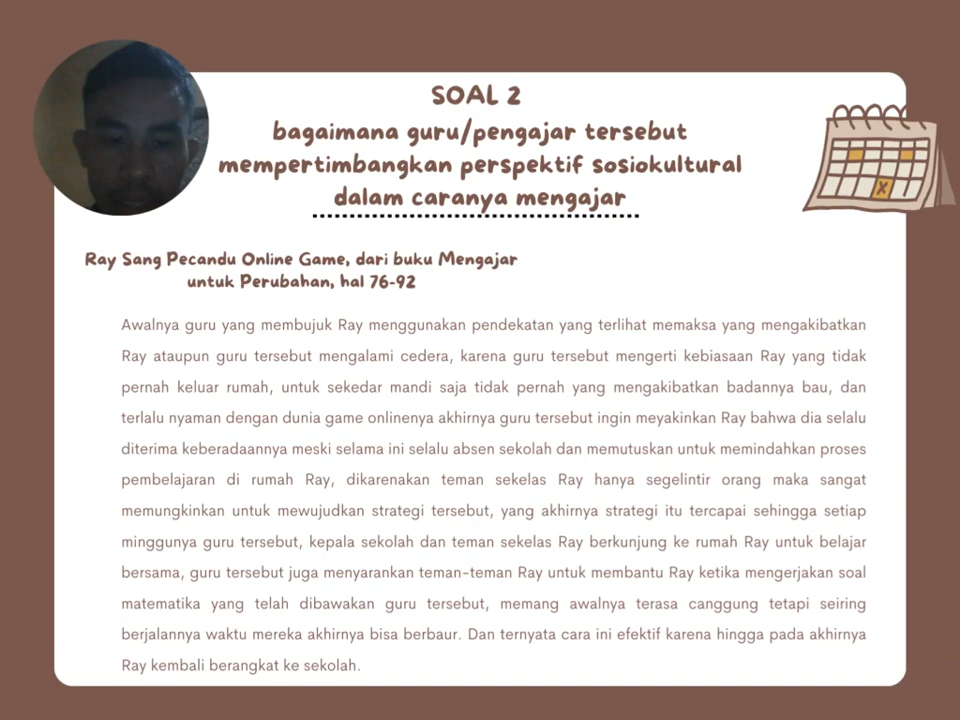 SOAL 2
bagaimana guru/pengajar tersebut
mempertimbangkan perspektif sosiokultural
dalam caranya mengajar
Ray Sang Pecandu Online Game, dari buku Mengajar
untuk Perubahan, hal 76-92
Awalnya guru yang membujuk Ray menggunakan pendekatan yang terlihat memaksa yang mengakibatkan
Ray ataupun guru tersebut mengalami cedera, karena guru tersebut mengerti kebiasaan Ray yang tidak
pernah keluar rumah, untuk sekedar mandi saja tidak pernah yang mengakibatkan badannya bau, dan
terlalu nyaman dengan dunia game onlinenya akhirnya guru tersebut ingin meyakinkan Ray bahwa dia selalu
diterima keberadaannya meski selama ini selalu absen sekolah dan memutuskan untuk memindahkan proses
pembelajaran di rumah Ray, dikarenakan teman sekelas Ray hanya segelintir orang maka sangat
memungkinkan untuk mewujudkan strategi tersebut, yang akhirnya strategi itu tercapai sehingga setiap
minggunya guru tersebut, kepala sekolah dan teman sekelas Ray berkunjung ke rumah Ray untuk belajar
bersama, guru tersebut juga menyarankan teman-teman Ray untuk membantu Ray ketika mengerjakan soal
matematika yang telah dibawakan guru tersebut, memang awalnya terasa canggung tetapi seiring
berjalannya waktu mereka akhirnya bisa berbaur. Dan ternyata cara ini efektif karena hingga pada akhirnya
Ray kembali berangkat ke sekolah.